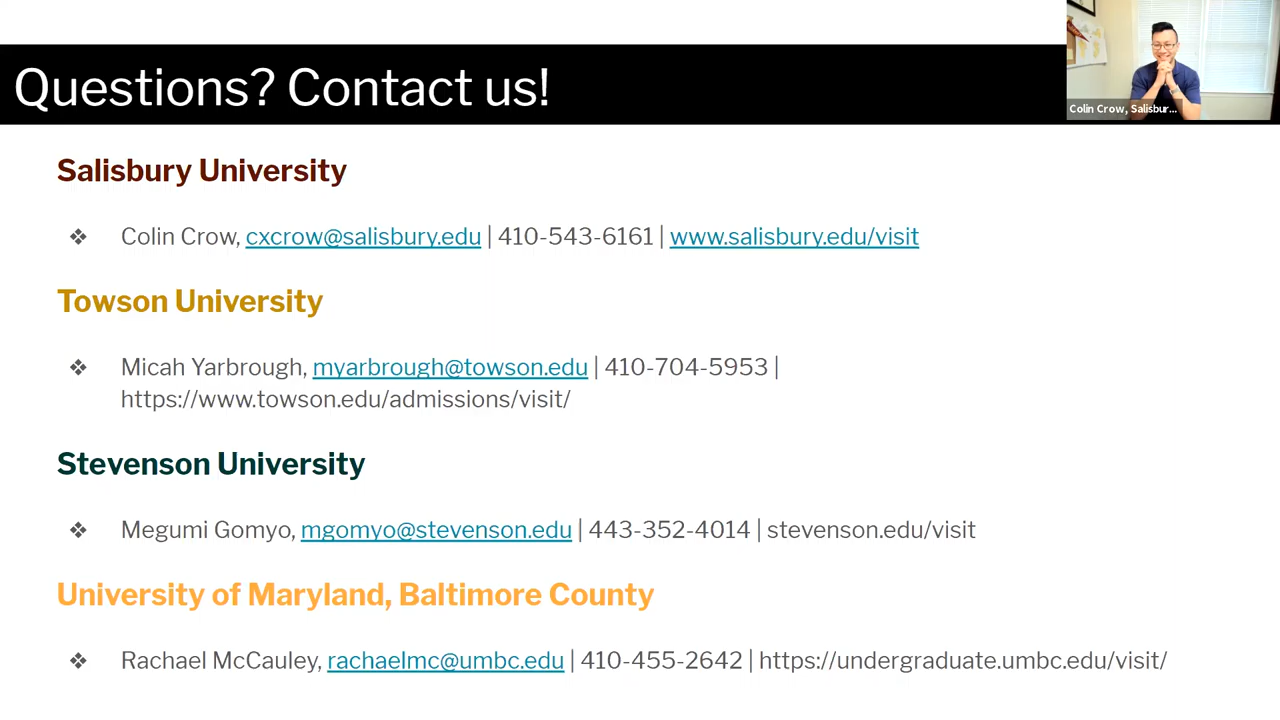 Questions? Contact us!
Colin Crow, Salisbur...
Salisbury University
❖ Colin Crow, cxcrow@salisbury.edu | 410-543-6161 | www.salisbury.edu/visit
Towson University
❖ Micah Yarbrough, myarbrough@towson.edu | 410-704-5953 |
https://www.towson.edu/admissions/visit/
Stevenson University
❖ Megumi Gomyo, mgomyo@stevenson.edu | 443-352-4014 | stevenson.edu/visit
University of Maryland, Baltimore County
❖ Rachael McCauley, rachaelmc@umbc.edu | 410-455-2642 | https://undergraduate.umbc.edu/visit/